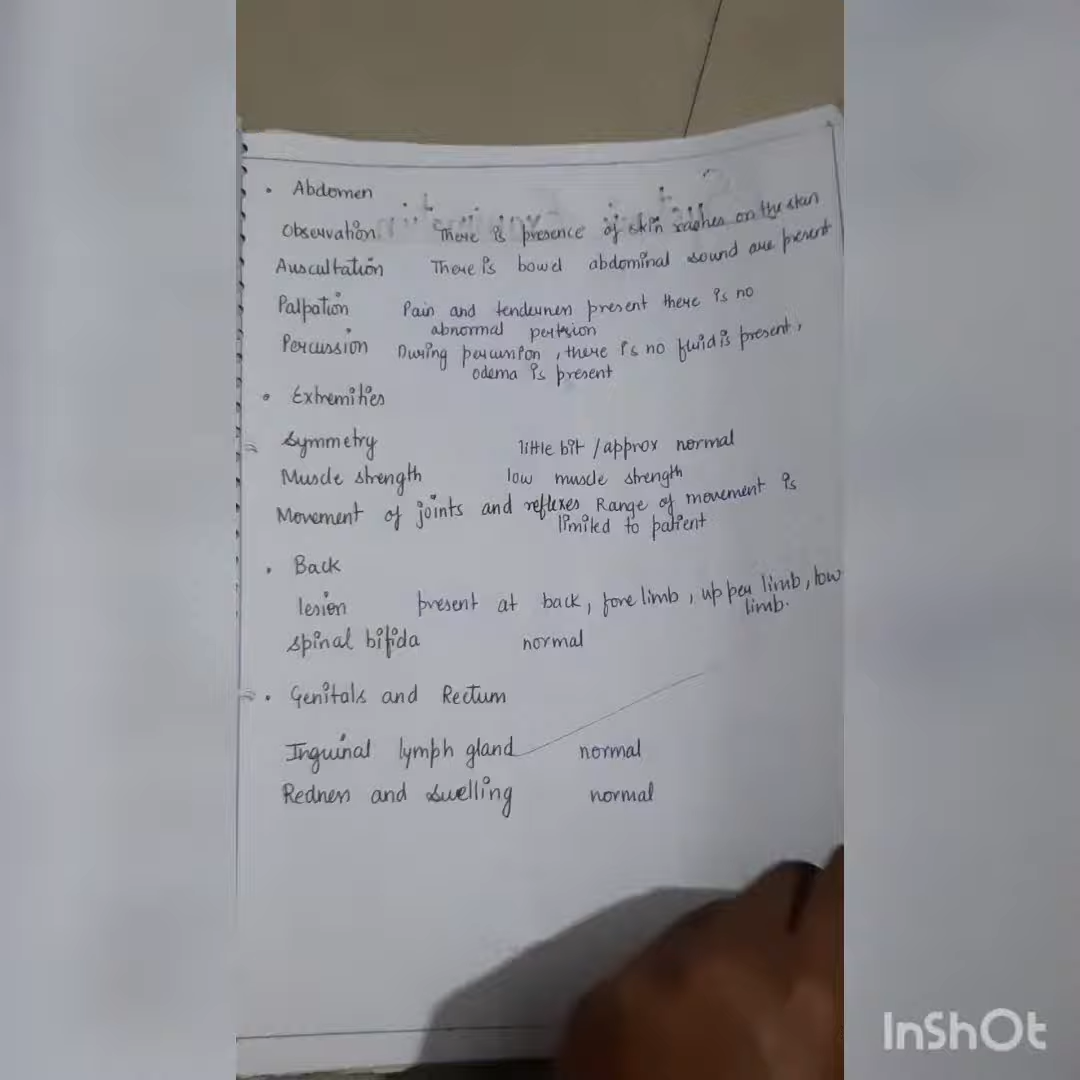 • Abdomen
Observation There is presence of skin rashes on the skan
Auscultation There is bowel abdominal sound are present
Palpation Pain and tenderness present there is no
abnormal
Percussion During percussion, there is no fluid is present,
odema is present
• Extremities
Symmetry little bit / approx normal
Muscle strength low muscle strength
Movement of joints and reflexes Range of movement is
limited to patient
• Back
lesion present at back, fore limb, upper limb, low
limb.
spinal bifida normal
• Genitals and Rectum
Inguinal lymph gland normal
Redness and swelling normal
InShOt